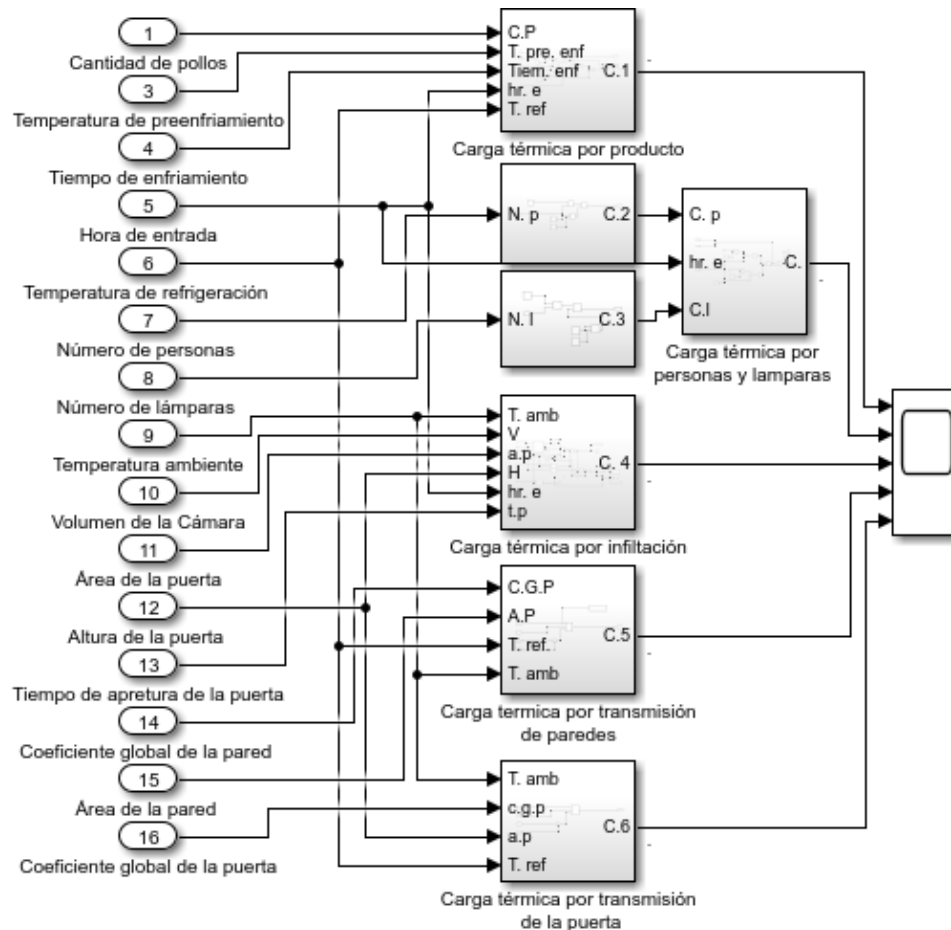 1
Cantidad de pollos
3
Temperatura de preenfriamiento
4
Tiempo de enfriamiento
5
Hora de entrada
6
Temperatura de refrigeración
7
Número de personas
8
Número de lámparas
9
Temperatura ambiente
10
Volumen de la Cámara
11
Área de la puerta
12
Altura de la puerta
13
Tiempo de apretura de la puerta
14
Coeficiente global de la pared
15
Área de la pared
16
Coeficiente global de la puerta
C.P
T. pre. enf
Tiem. enf
C.1
hr. e
T. ref
Carga térmica por producto
N. p
C.2
N. l
C.3
C. p
hr. e
C.
C.l
Carga térmica por
personas y lamparas
T. amb
V
a.p
C. 4
H
hr. e
t.p
Carga térmica por infiltación
C.G.P
A.P
C.5
T. ref.
T. amb
Carga termica por transmisión
de paredes
T. amb
c.g.p
C.6
a.p
T. ref
Carga térmica por transmisión
de la puerta